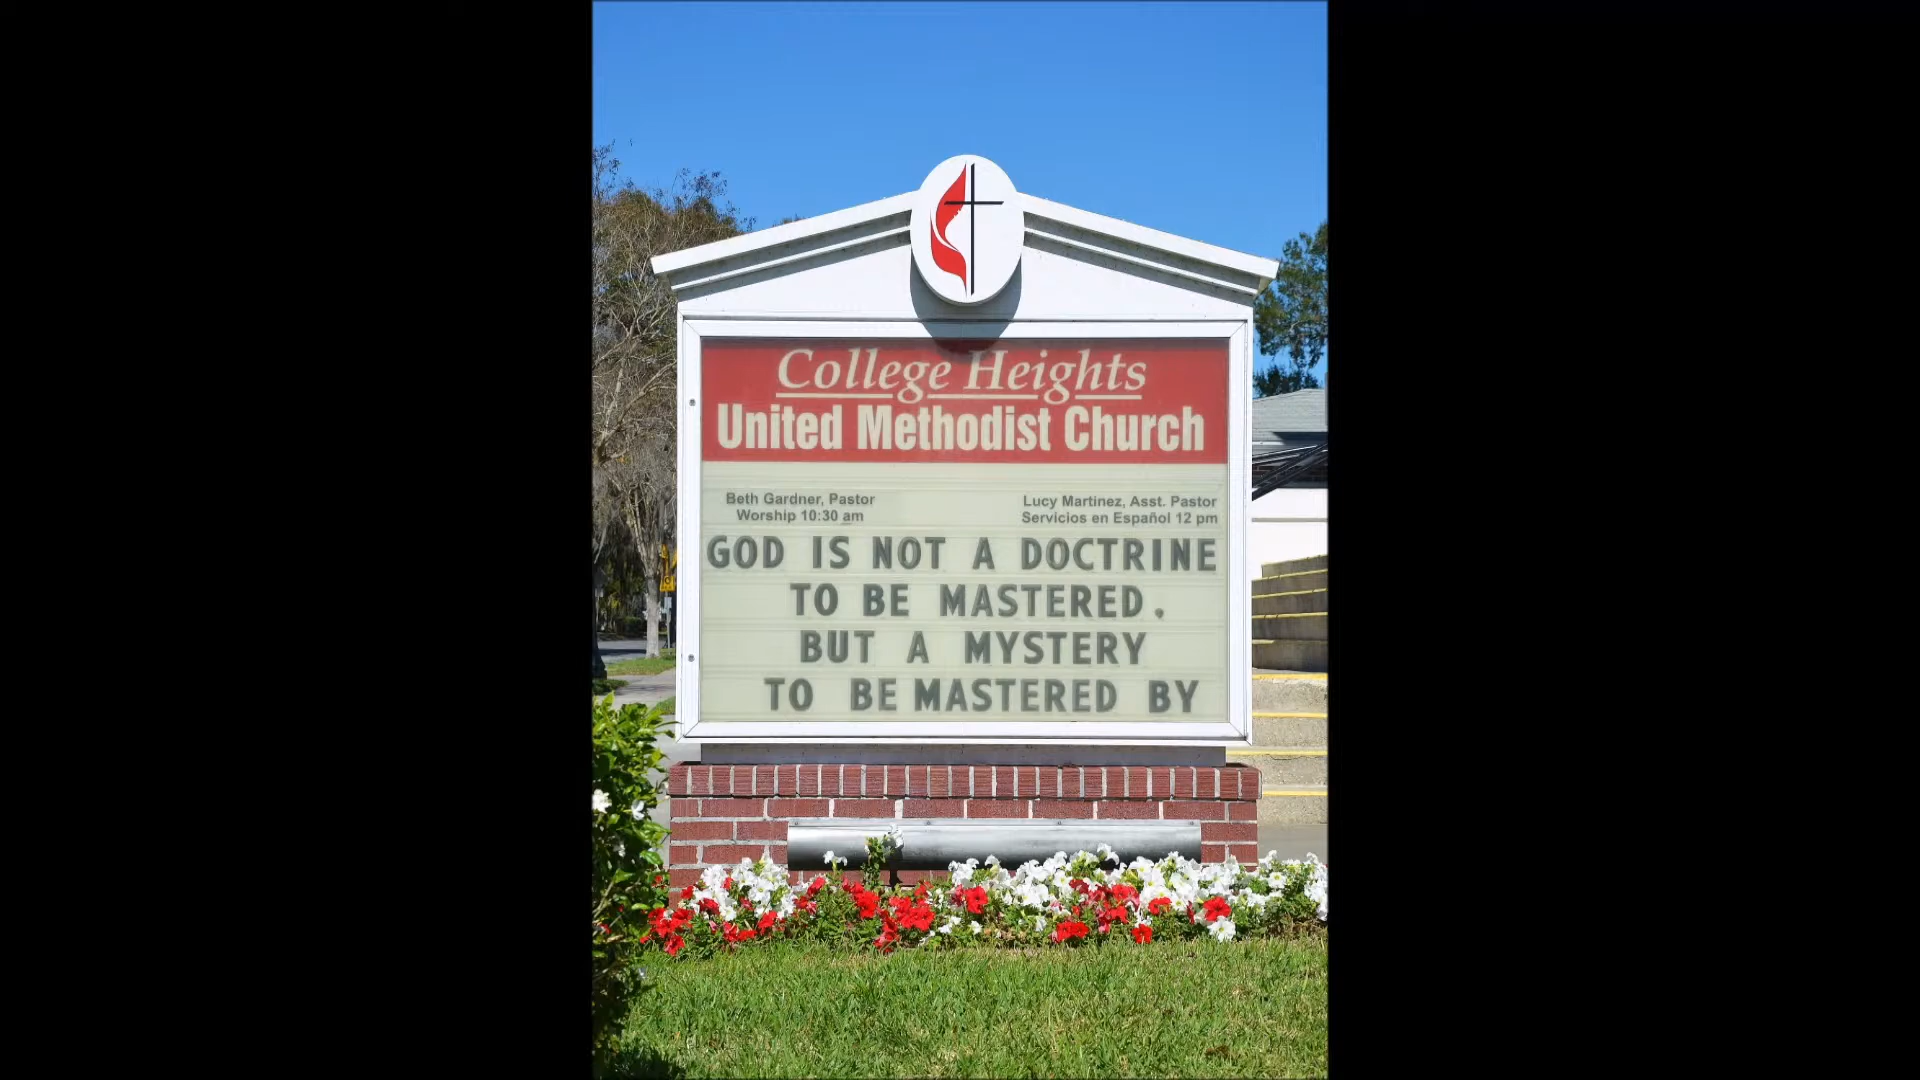 College Heights
United Methodist Church
Beth Gardner, Pastor
Worship 10:30 am
Lucy Martinez, Asst. Pastor
Servicios en Español 12 pm
GOD IS NOT A DOCTRINE
TO BE MASTERED.
BUT A MYSTERY
TO BE MASTERED BY